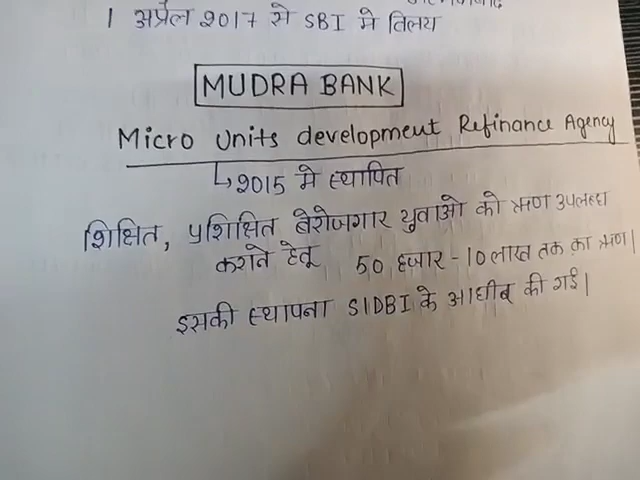 1 अप्रैल 2017 से SBI मे विलय
MUDRA BANK
Micro Units development Refinance Agency
↳ 2015 मे स्थापित
शिक्षित, प्रशिक्षित बेरोजगार युवाओ को ऋण उपलब्ध
कराने हेतू 50 हजार - 10 लाख तक का ऋण।
इसकी स्थापना SIDBI के आधीन की गई।